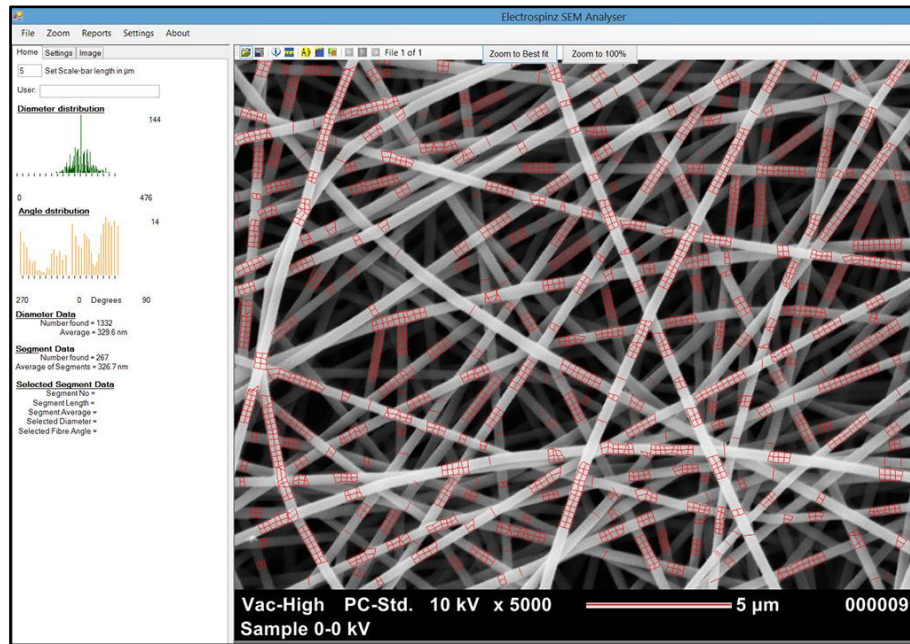 Electrospinz SEM Analyser
File Zoom Reports Settings About
Home Settings Image
File 1 of 1
Zoom to Best fit
Zoom to 100%
5 Set Scale-bar length in µm
User:
Diameter distribution
144
0 476
Angle dstribution
14
270 0 Degrees 90
Diameter Data
Number found = 1332
Average = 329.6 nm
Segment Data
Number found = 267
Average of Segments = 326.7 nm
Selected Segment Data
Segment No =
Segment Length =
Segment Average =
Selected Diameter =
Selected Fibre Angle =
Vac-High PC-Std. 10 kV x 5000 5 µm 000009
Sample 0-0 kV